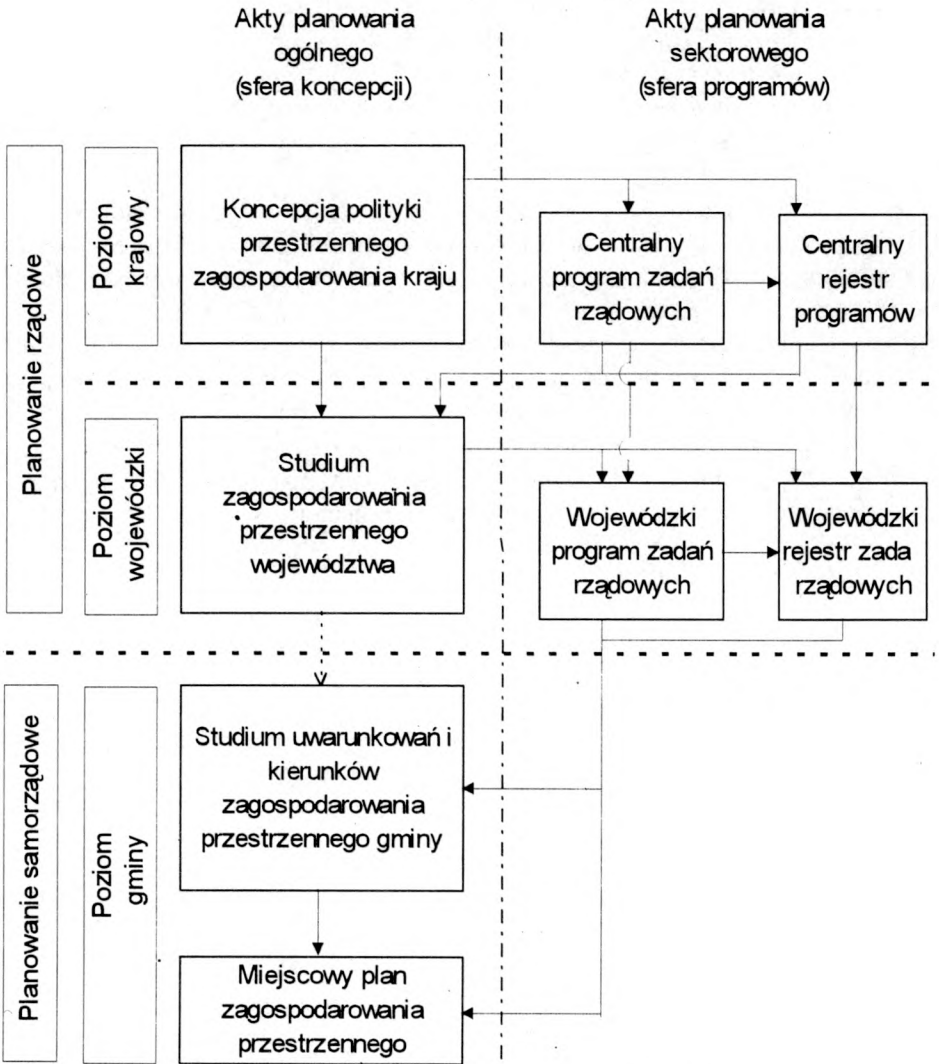 Akty planowania
ogólnego
(sfera koncepcji)
Akty planowania
sektorowego
(sfera programów)
Planowanie rządowe
Poziom
krajowy
Koncepcja polityki
przestrzennego
zagospodarowania kraju
Centralny
program zadań
rządowych
Centralny
rejestr
programów
Poziom
wojewódzki
Studium
zagospodarowania
przestrzennego
województwa
Wojewódzki
program zadań
rządowych
Wojewódzki
rejestr zada
rządowych
Planowanie samorządowe
Poziom
gminy
Studium uwarunkowań i
kierunków
zagospodarowania
przestrzennego gminy
Miejscowy plan
zagospodarowania
przestrzennego